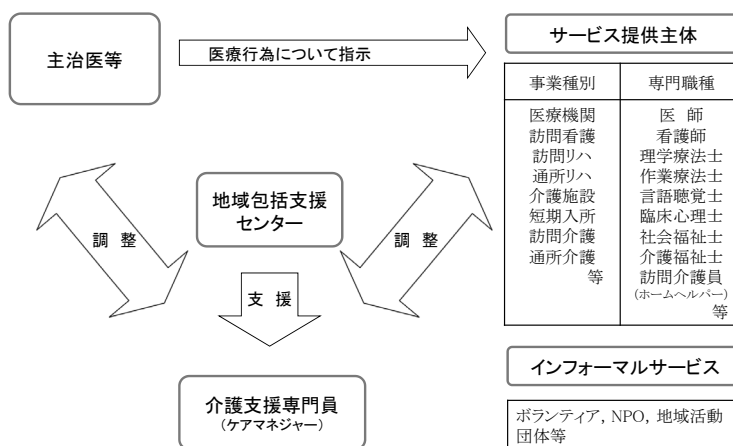 主治医等
医療行為について指示
サービス提供主体
事業種別
専門職種
医療機関
訪問看護
訪問リハ
通所リハ
介護施設
短期入所
訪問介護
通所介護
等
医 師
看護師
理学療法士
作業療法士
言語聴覚士
臨床心理士
社会福祉士
介護福祉士
訪問介護員
(ホームヘルパー)
等
地域包括支援
センター
調 整
調 整
支 援
介護支援専門員
(ケアマネジャー)
インフォーマルサービス
ボランティア, NPO, 地域活動
団体等